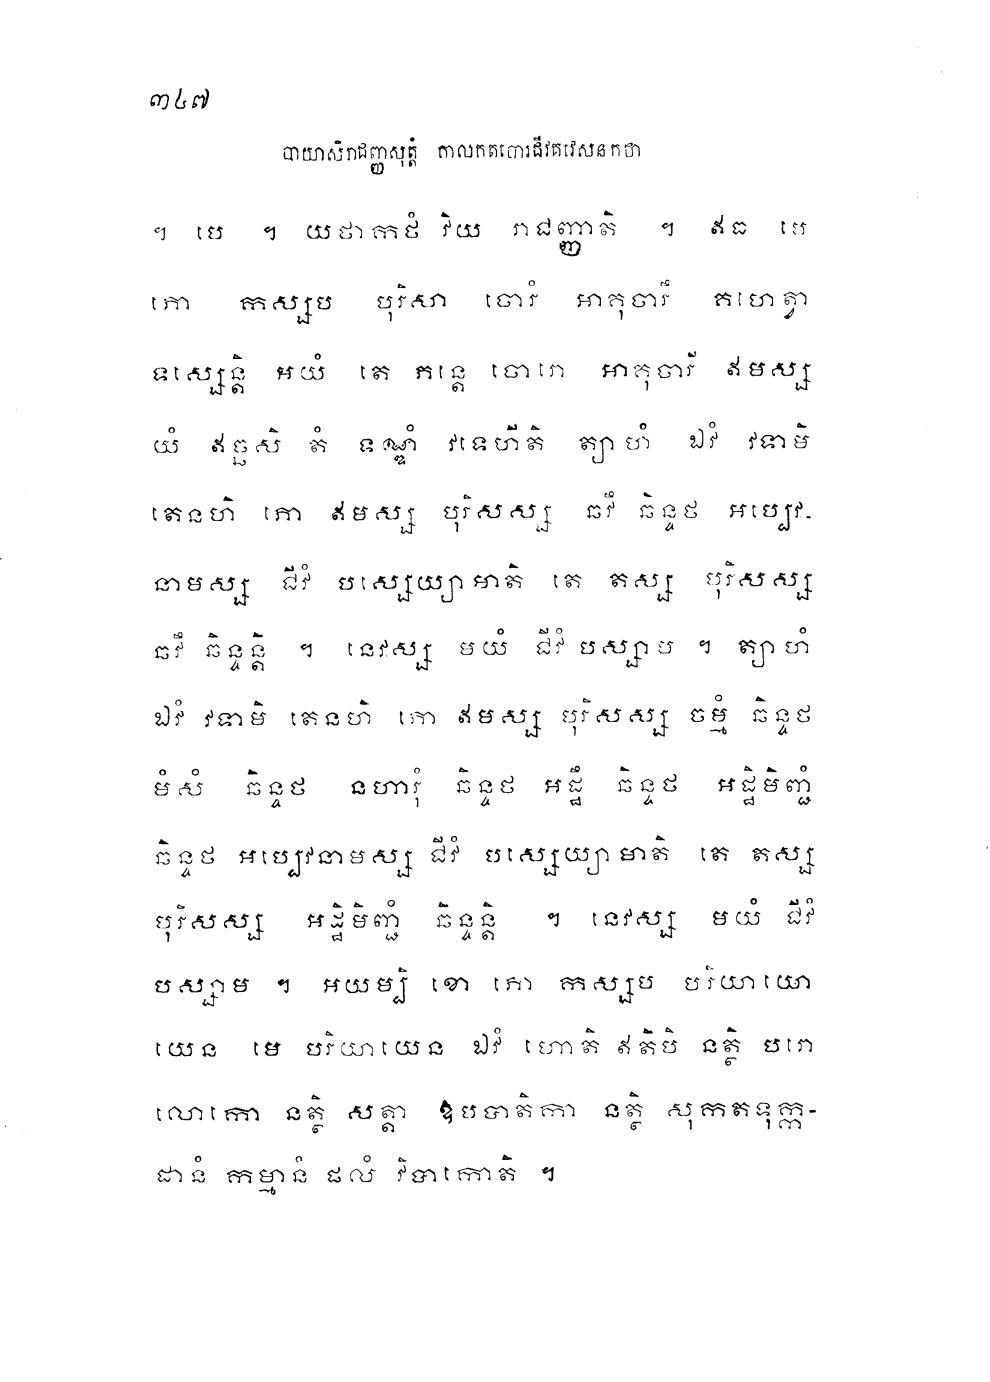 ៣៤៧
បាយាសិរាជញ្ញសុត្តំ កាលកតចោរជីវគវេសនកថា
។ បេ ។ យថាកថំ វិយ រាជញ្ញាតិ ។ ឥធ មេ
ភោ កស្សប បុរិសា ចោរំ អាគុចារឹ គហេត្វា
ទស្សេន្តិ អយំ តេ ភន្តេ ចោរោ អាគុចារី ឥមស្ស
យំ ឥច្ឆសិ តំ ទណ្ឌំ វទេហីតិ ត្យាហំ ឯវំ វទាមិ
តេនហិ ភោ ឥមស្ស បុរិសស្ស ឆវឹ ឆិន្ទថ អប្បេវ-
នាមស្ស ជីវំ បស្សេយ្យាមាតិ តេ តស្ស បុរិសស្ស
ឆវឹ ឆិន្ទន្តិ ។ នេវស្ស មយំ ជីវំ បស្សាម ។ ត្យាហំ
ឯវំ វទាមិ តេនហិ ភោ ឥមស្ស បុរិសស្ស ចម្មំ ឆិន្ទថ
មំសំ ឆិន្ទថ នហារុំ ឆិន្ទថ អដ្ឋឹ ឆិន្ទថ អដ្ឋិមិញ្ជំ
ឆិន្ទថ អប្បេវនាមស្ស ជីវំ បស្សេយ្យាមាតិ តេ តស្ស
បុរិសស្ស អដ្ឋិមិញ្ជំ ឆិន្ទន្តិ ។ នេវស្ស មយំ ជីវំ
បស្សាម ។ អយម្បិ ខោ ភោ កស្សប បរិយាយោ
យេន មេ បរិយាយេន ឯវំ ហោតិ ឥតិបិ នត្ថិ បរោ
លោកោ នត្ថិ សត្តា ឱបបាតិកា នត្ថិ សុកតទុក្ក-
ដានំ កម្មានំ ផលំ វិបាកោតិ ។